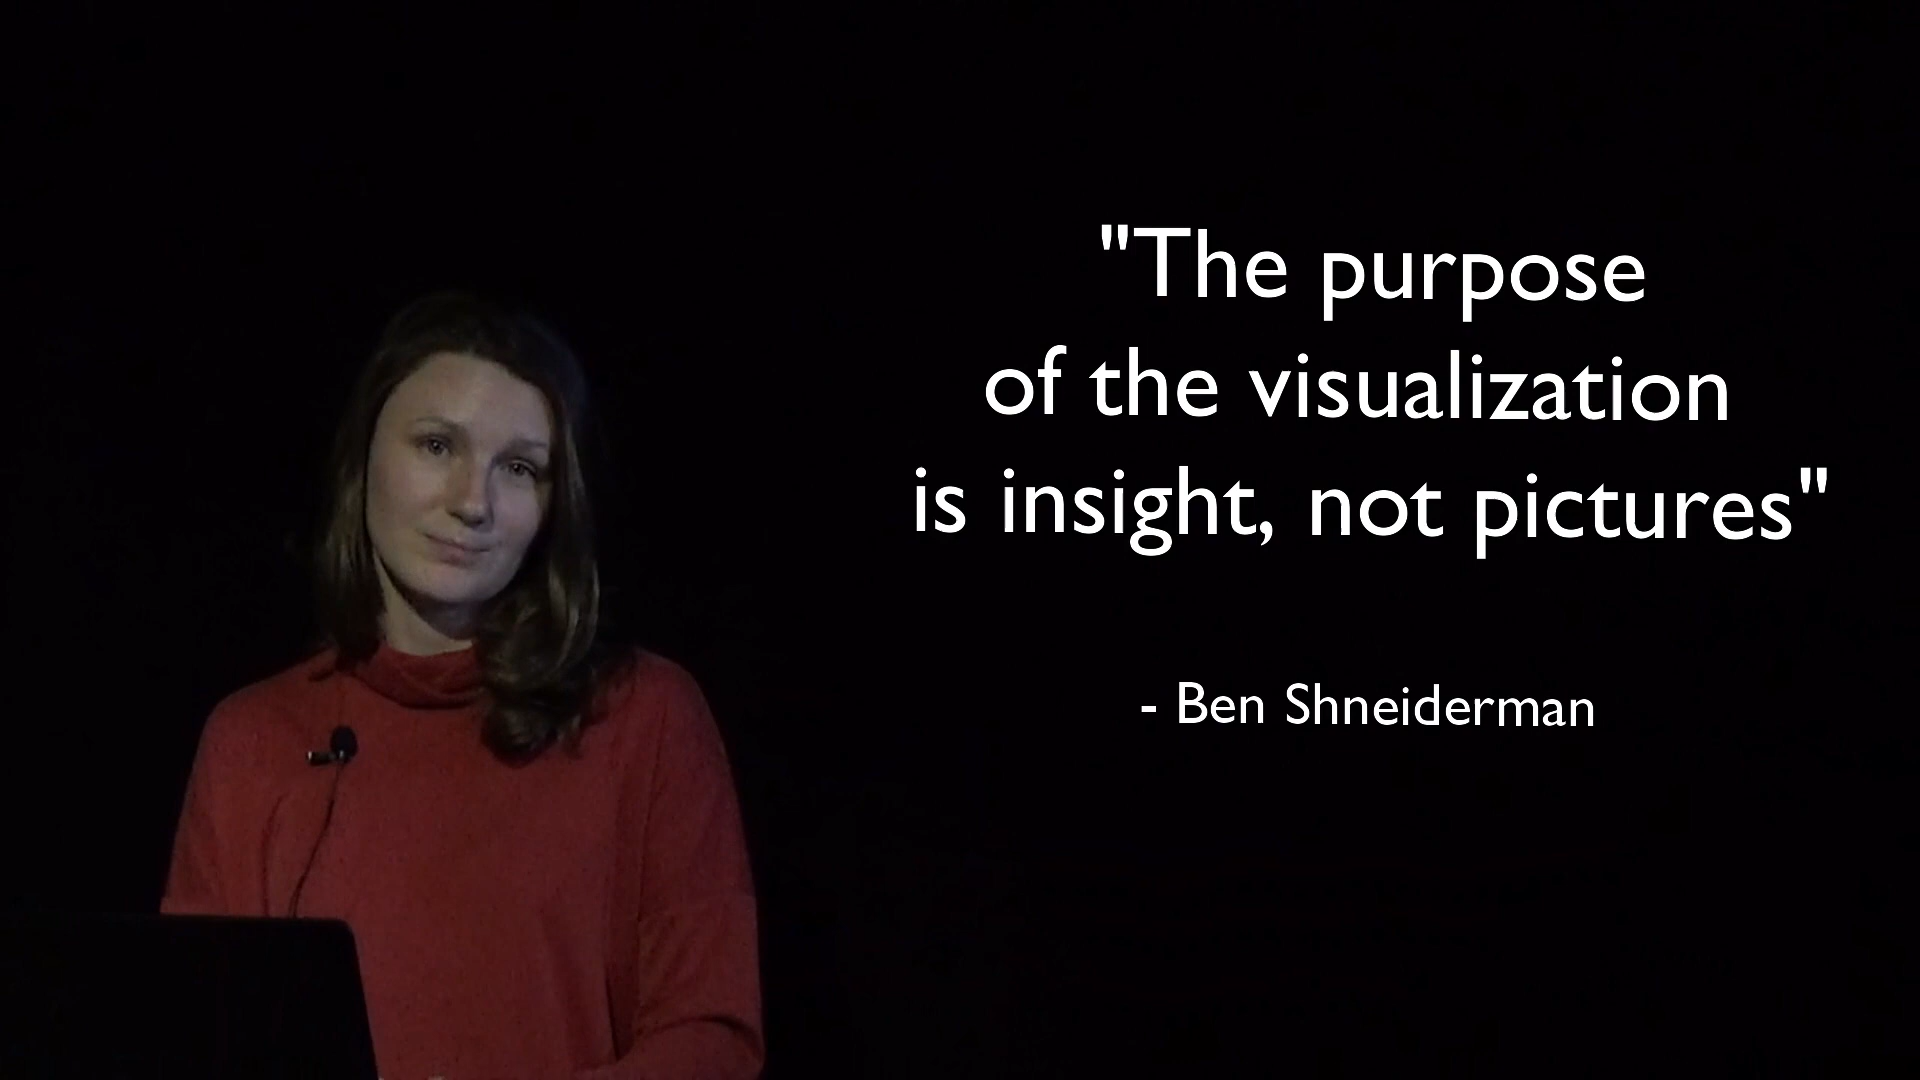 "The purpose
of the visualization
is insight, not pictures"
- Ben Shneiderman